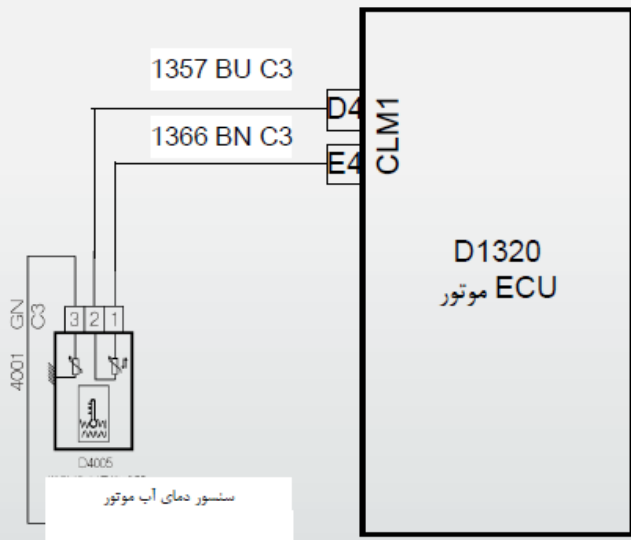 1357 BU C3
D4
1366 BN C3
E4
CLM1
D1320
ECU موتور
4001 GN
C3
3 2 1
D4005
سنسور دمای آب موتور